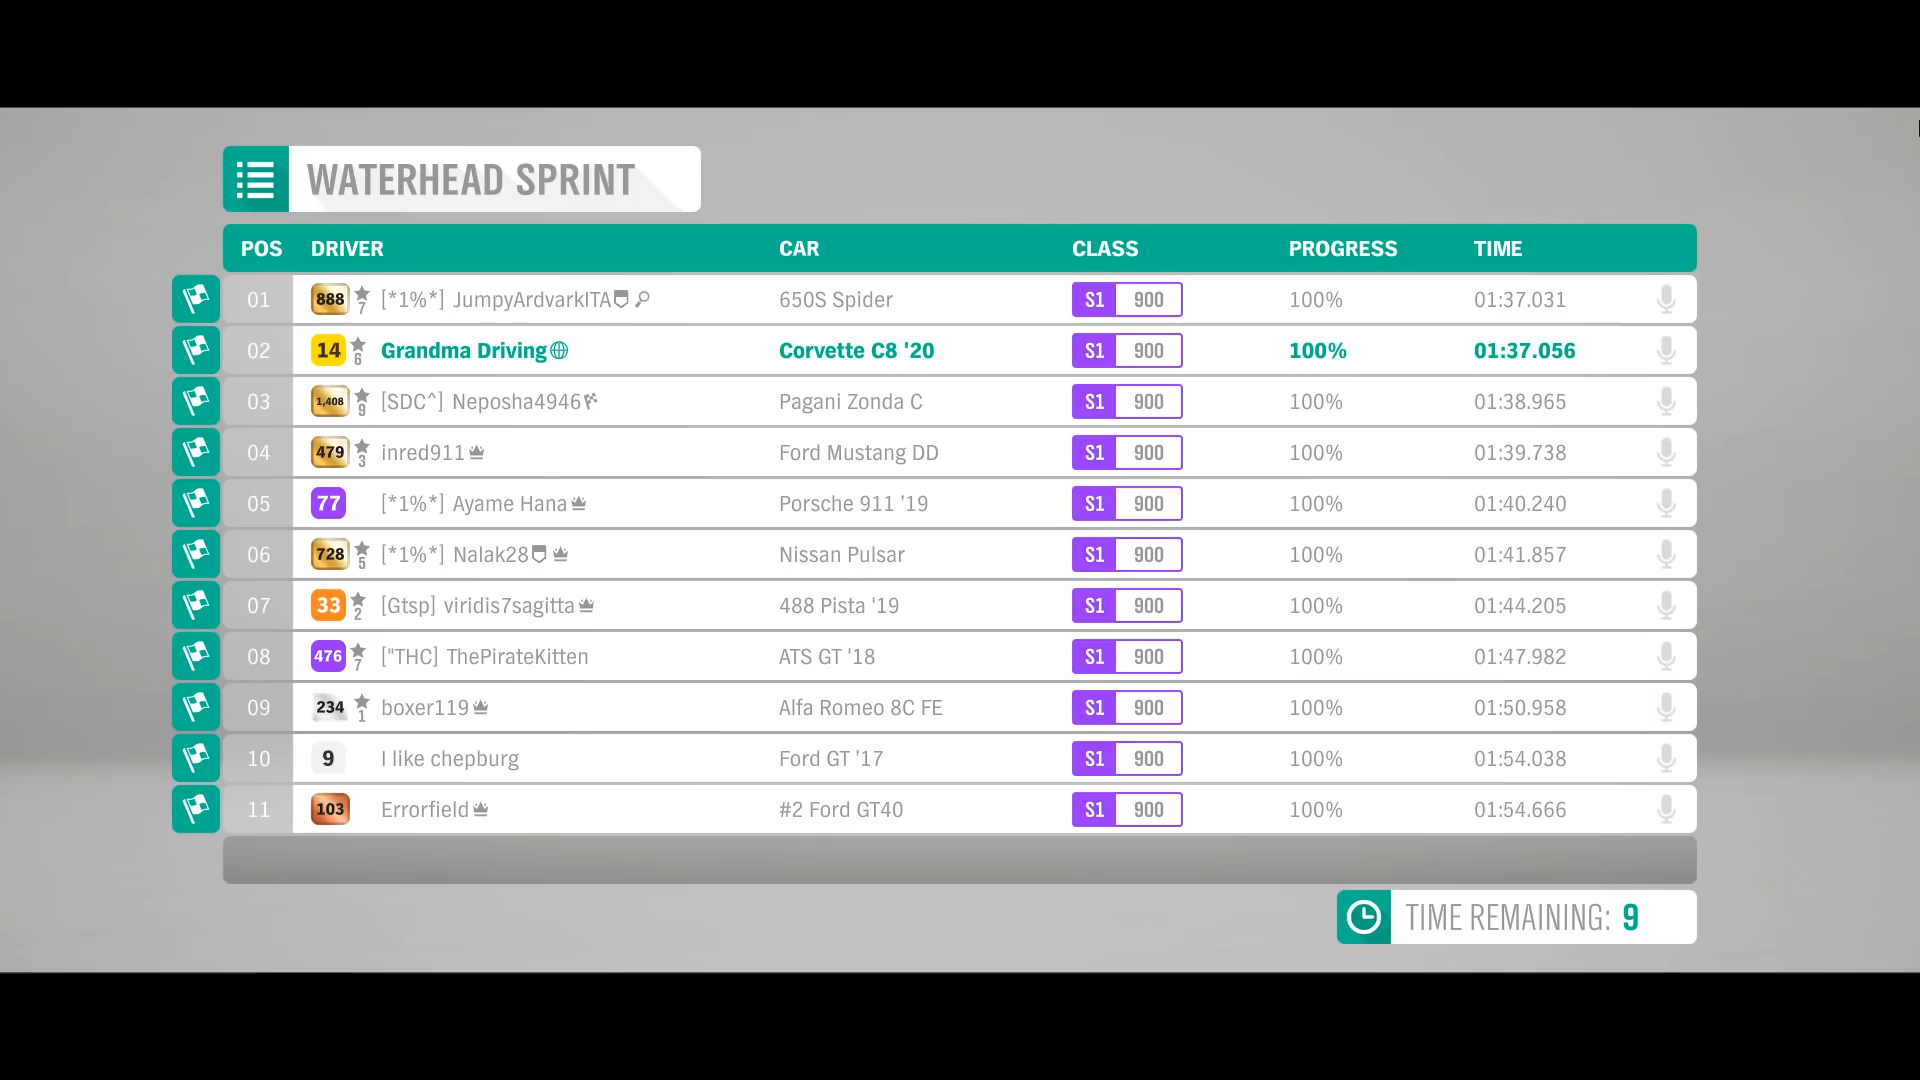 WATERHEAD SPRINT
POS DRIVER CAR CLASS PROGRESS TIME
01 888 7 [*1%*] JumpyArdvarkITA 650S Spider S1 900 100% 01:37.031
02 14 6 Grandma Driving Corvette C8 '20 S1 900 100% 01:37.056
03 1,408 9 [SDC^] Neposha4946 Pagani Zonda C S1 900 100% 01:38.965
04 479 3 inred911 Ford Mustang DD S1 900 100% 01:39.738
05 77 [*1%*] Ayame Hana Porsche 911 '19 S1 900 100% 01:40.240
06 728 5 [*1%*] Nalak28 Nissan Pulsar S1 900 100% 01:41.857
07 33 2 [Gtsp] viridis7sagitta 488 Pista '19 S1 900 100% 01:44.205
08 476 7 ["THC] ThePirateKitten ATS GT '18 S1 900 100% 01:47.982
09 234 1 boxer119 Alfa Romeo 8C FE S1 900 100% 01:50.958
10 9 I like chepburg Ford GT '17 S1 900 100% 01:54.038
11 103 Errorfield #2 Ford GT40 S1 900 100% 01:54.666
TIME REMAINING: 9